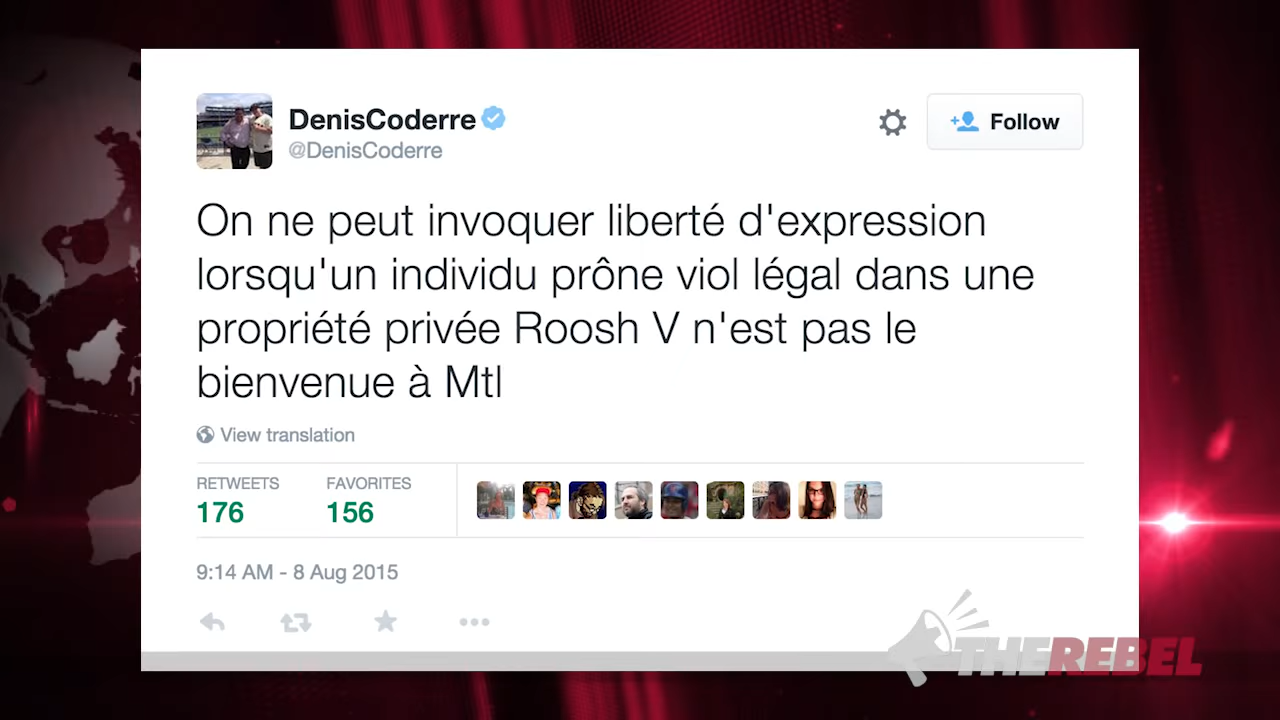 DenisCoderre
@DenisCoderre
Follow
On ne peut invoquer liberté d'expression
lorsqu'un individu prône viol légal dans une
propriété privée Roosh V n'est pas le
bienvenue à Mtl
View translation
RETWEETS FAVORITES
176 156
9:14 AM - 8 Aug 2015
THEREBEL